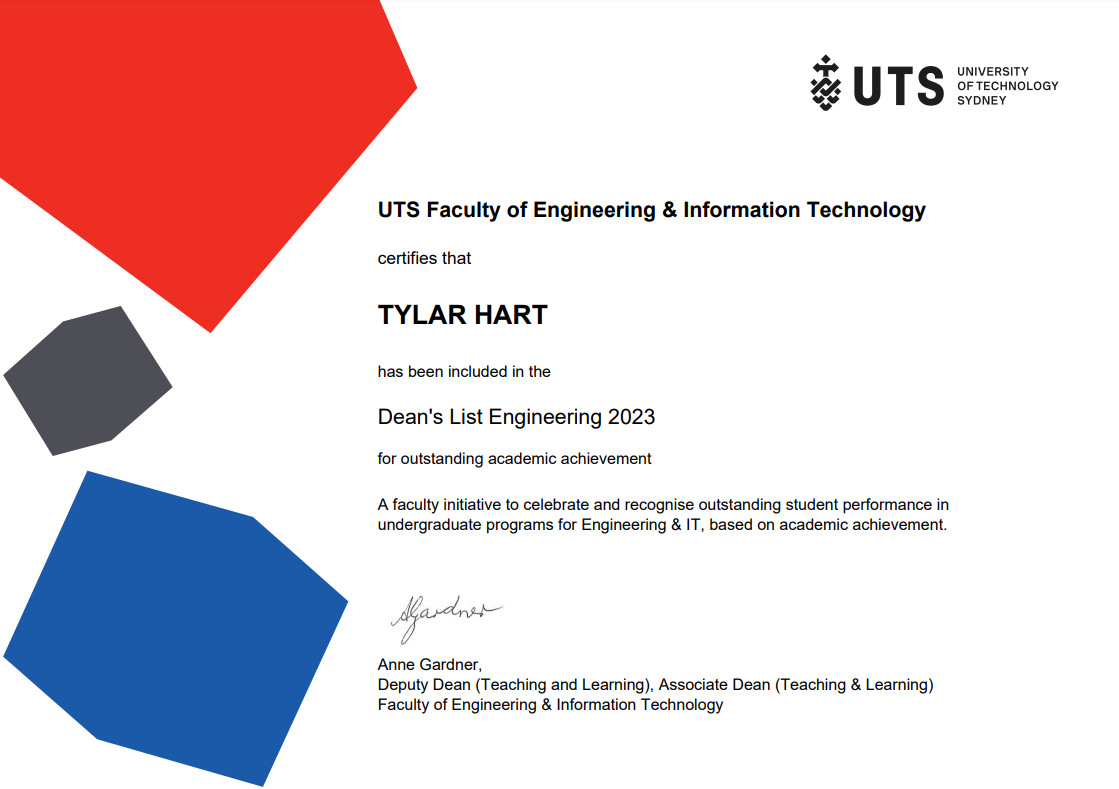 UTS
UNIVERSITY
OF TECHNOLOGY
SYDNEY
UTS Faculty of Engineering & Information Technology
certifies that
TYLAR HART
has been included in the
Dean's List Engineering 2023
for outstanding academic achievement
A faculty initiative to celebrate and recognise outstanding student performance in
undergraduate programs for Engineering & IT, based on academic achievement.
AGardner
Anne Gardner,
Deputy Dean (Teaching and Learning), Associate Dean (Teaching & Learning)
Faculty of Engineering & Information Technology